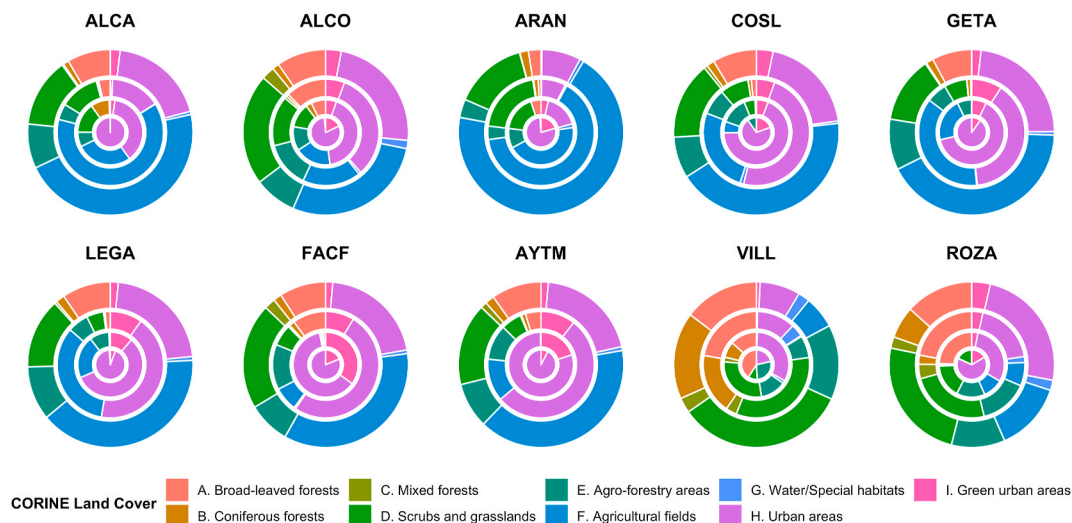 ALCA ALCO ARAN COSL GETA
LEGA FACF AYTM VILL ROZA
CORINE Land Cover
A. Broad-leaved forests C. Mixed forests E. Agro-forestry areas G. Water/Special habitats I. Green urban areas
B. Coniferous forests D. Scrubs and grasslands F. Agricultural fields H. Urban areas